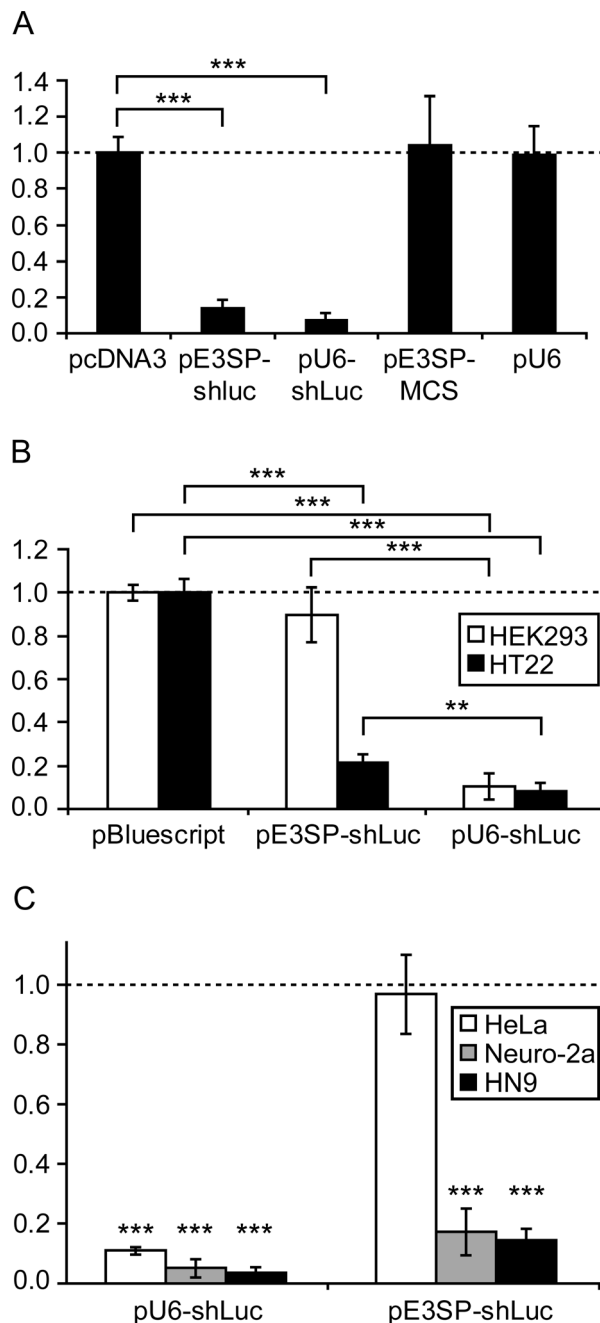 A
***
***
1.4
1.2
1.0
0.8
0.6
0.4
0.2
0.0
pcDNA3 pE3SP- pU6- pE3SP- pU6
shluc shLuc MCS
B
***
***
***
***
1.2
1.0
0.8
0.6
0.4
0.2
0.0
HEK293
HT22
**
pBluescript pE3SP-shLuc pU6-shLuc
C
1.0
0.8
0.6
0.4
0.2
0.0
HeLa
Neuro-2a
HN9
*** *** *** *** ***
pU6-shLuc pE3SP-shLuc